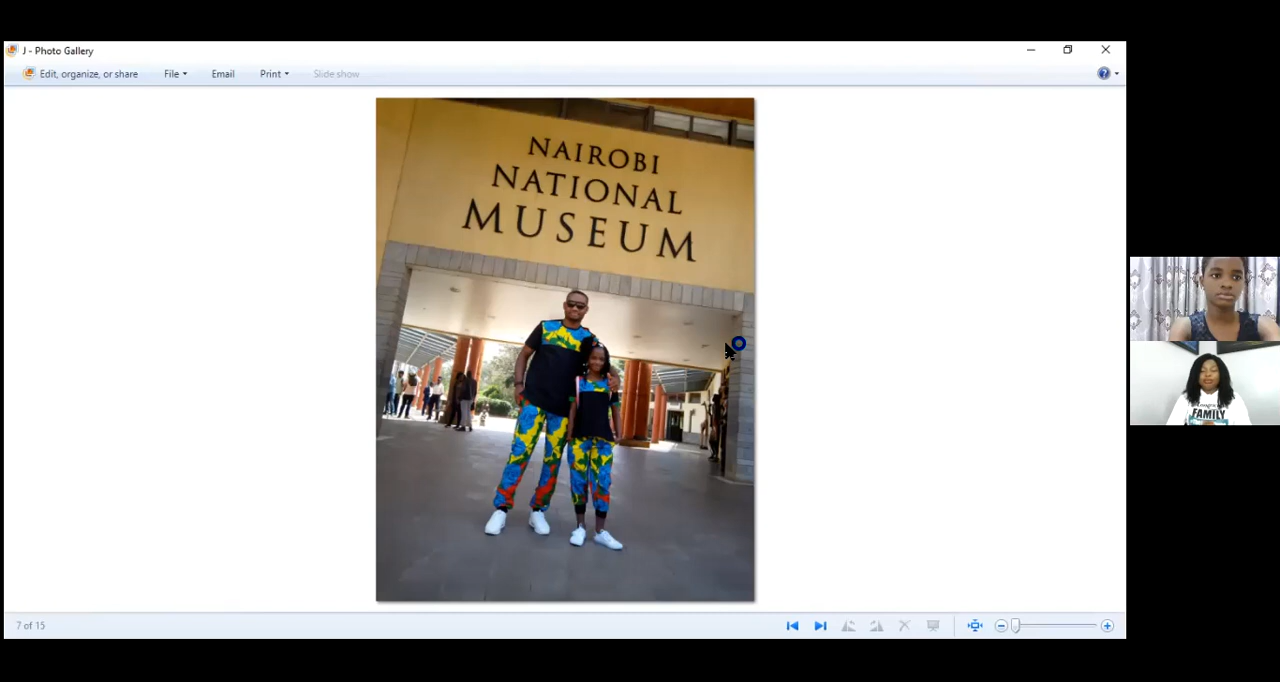 J - Photo Gallery
Edit, organize, or share File Email Print Slide show
NAIROBI
NATIONAL
MUSEUM
FAMILY
7 of 15